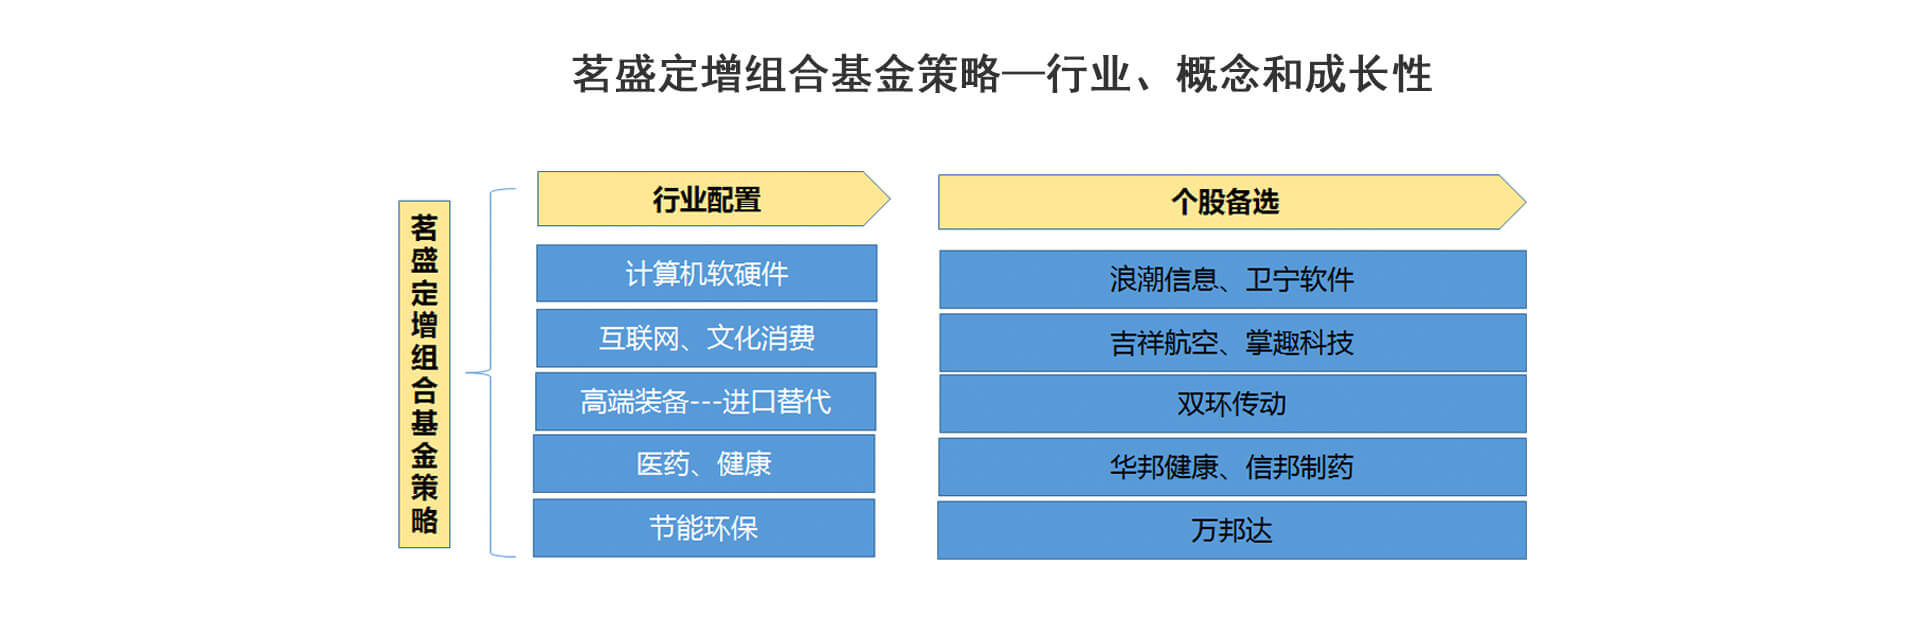 茗盛定增组合基金策略—行业、概念和成长性
茗盛定增组合基金策略
行业配置
个股备选
计算机软硬件
浪潮信息、卫宁软件
互联网、文化消费
吉祥航空、掌趣科技
高端装备---进口替代
双环传动
医药、健康
华邦健康、信邦制药
节能环保
万邦达